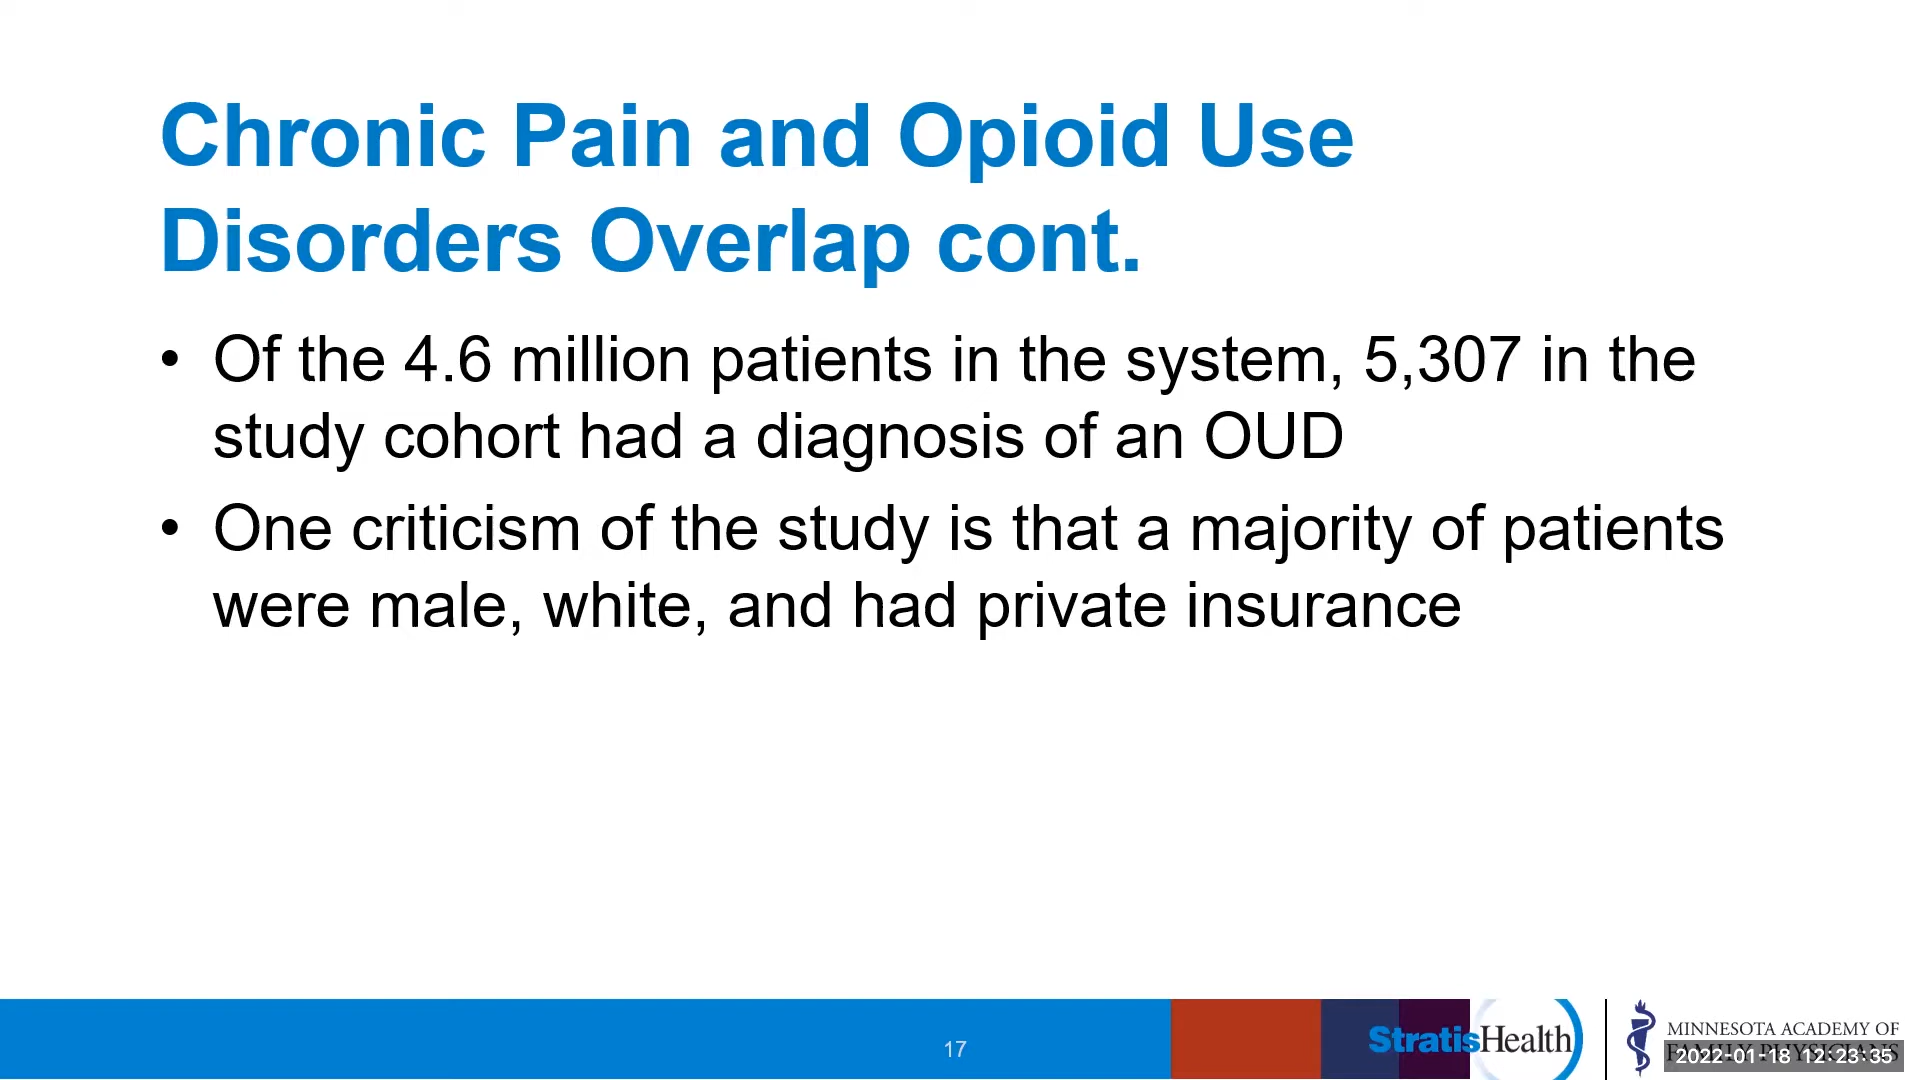 Chronic Pain and Opioid Use
Disorders Overlap cont.
• Of the 4.6 million patients in the system, 5,307 in the
study cohort had a diagnosis of an OUD
• One criticism of the study is that a majority of patients
were male, white, and had private insurance
17
StratisHealth
MINNESOTA ACADEMY OF
FAMILY PHYSICIANS
2022-01-18 12:23:35